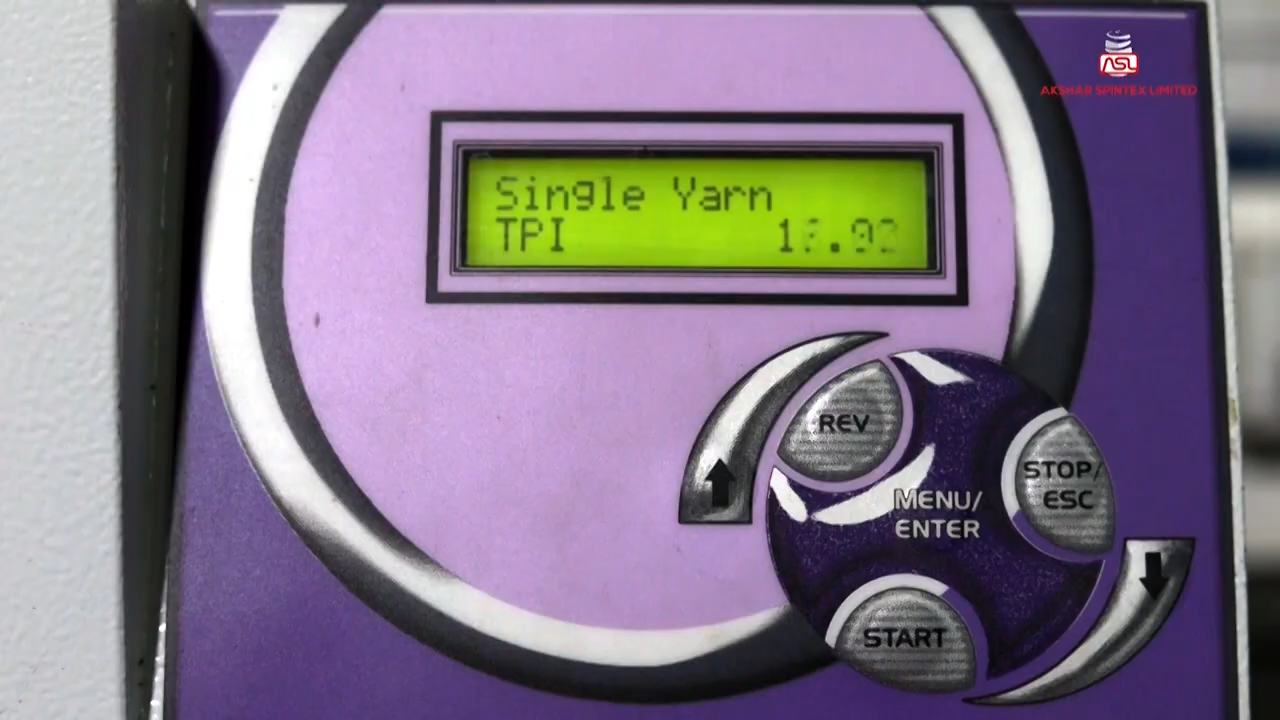 ASL
AKSHAR SPINTEX LIMITED
Single Yarn
TPI
REV
STOP/
ESC
MENU/
ENTER
START